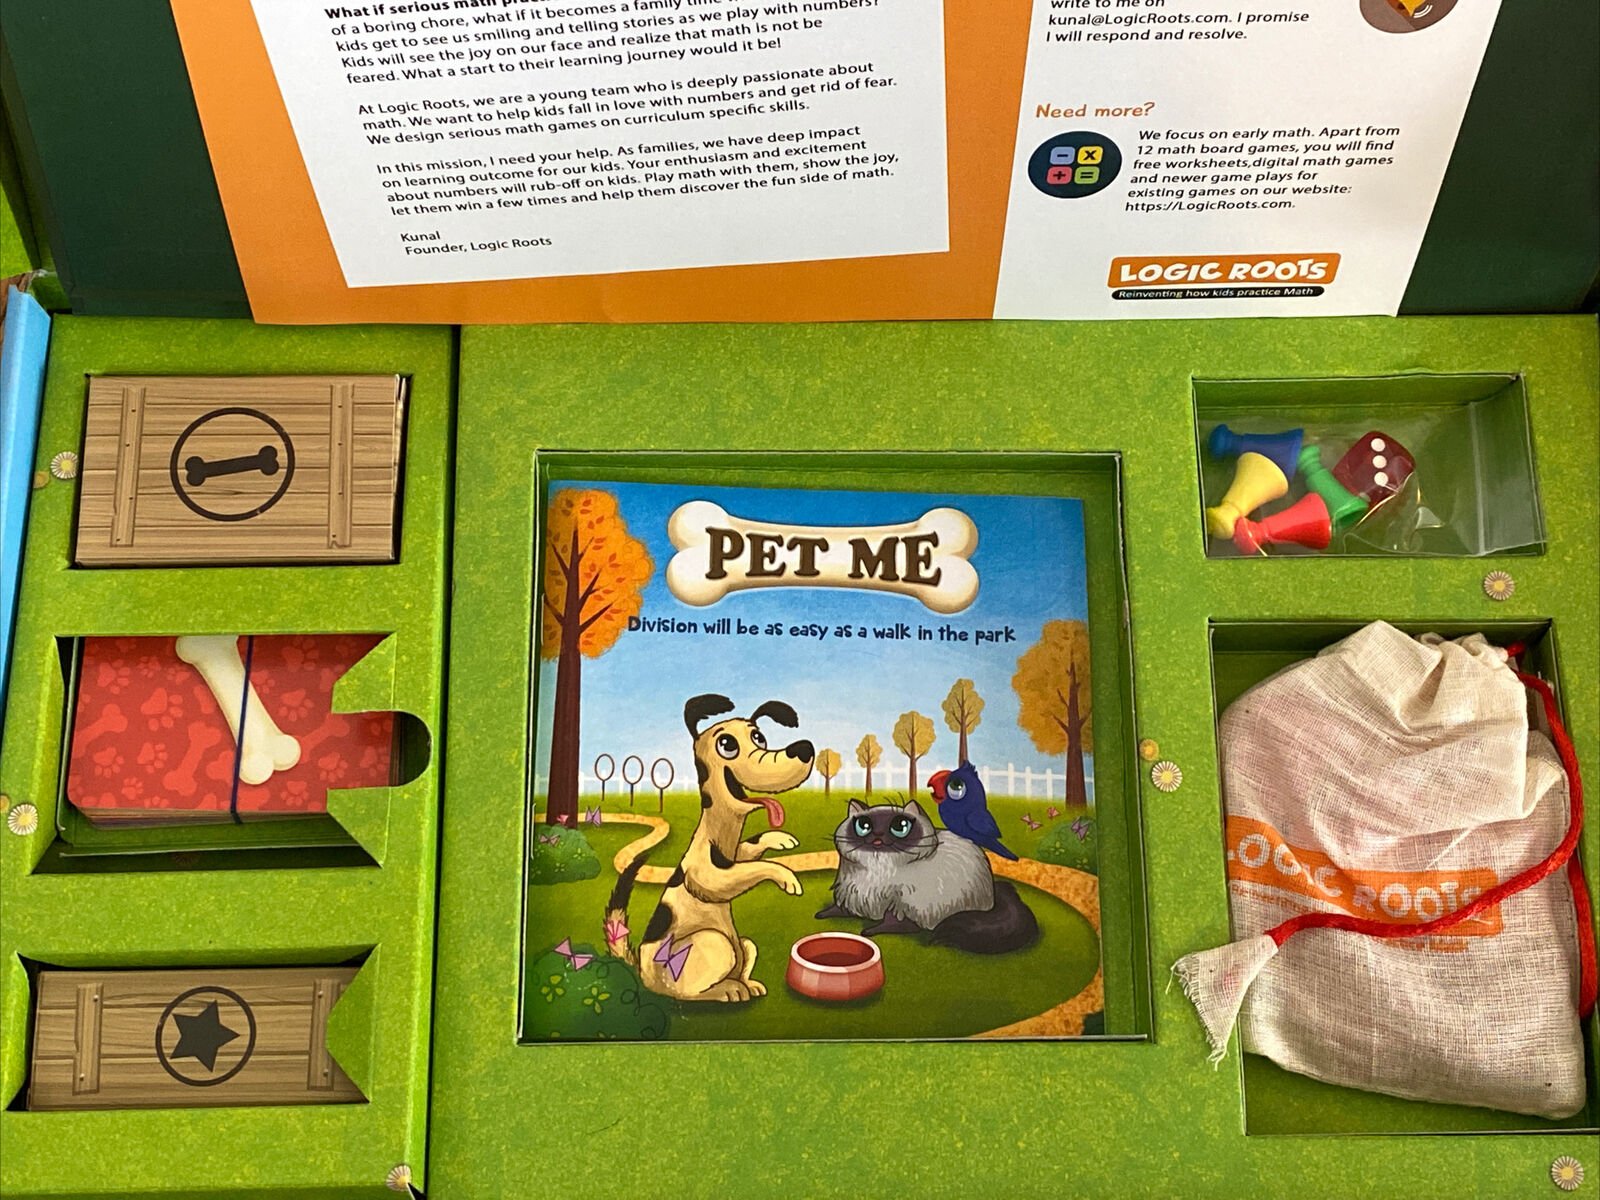 What if serious math
of a boring chore, what if it becomes a family time
kids get to see us smiling and telling stories as we play with numbers?
Kids will see the joy on our face and realize that math is not be
feared. What a start to their learning journey would it be!
At Logic Roots, we are a young team who is deeply passionate about
math. We want to help kids fall in love with numbers and get rid of fear.
We design serious math games on curriculum specific skills.
In this mission, I need your help. As families, we have deep impact
on learning outcome for our kids. Your enthusiasm and excitement
about numbers will rub-off on kids. Play math with them, show the joy,
let them win a few times and help them discover the fun side of math.
Kunal
Founder, Logic Roots
write to me on
kunal@LogicRoots.com. I promise
I will respond and resolve.
Need more?
We focus on early math. Apart from
12 math board games, you will find
free worksheets,digital math games
and newer game plays for
existing games on our website:
https://LogicRoots.com.
LOGIC ROOTS
Reinventing how kids practice Math
PET ME
Division will be as easy as a walk in the park
LOGIC ROOTS